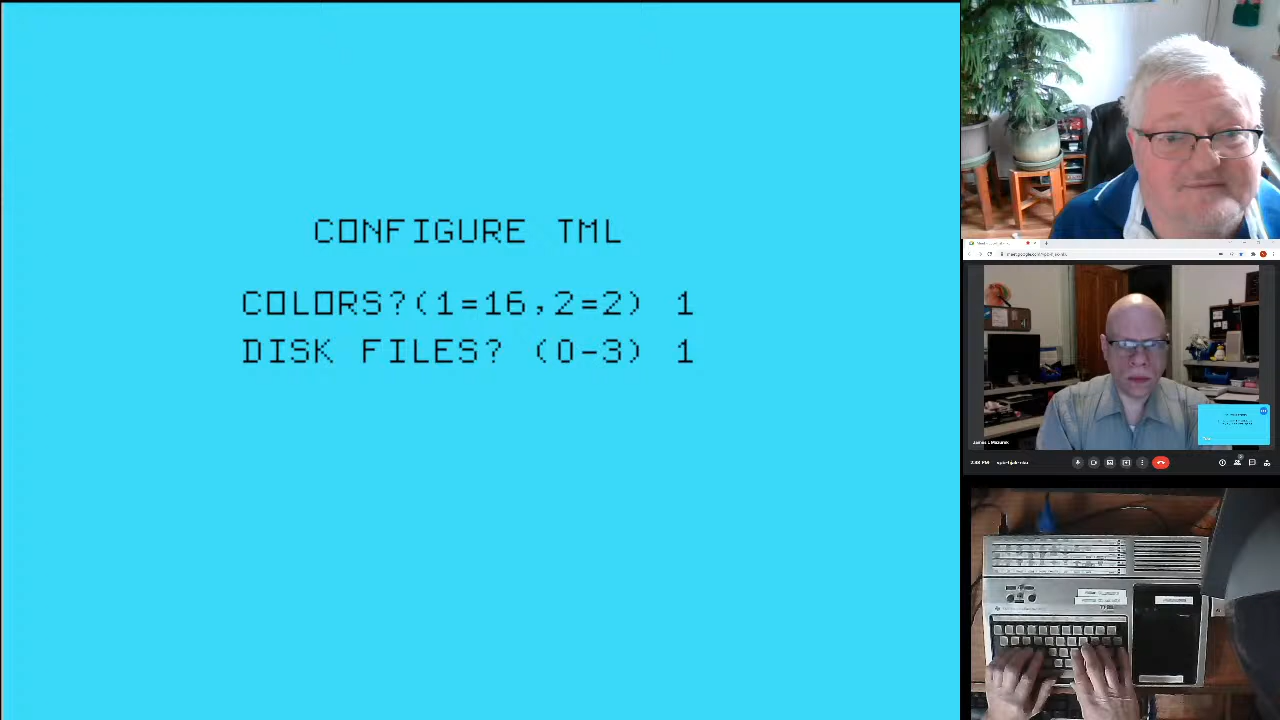 CONFIGURE TML
COLORS?(1=16,2=2) 1
DISK FILES? (0-3) 1